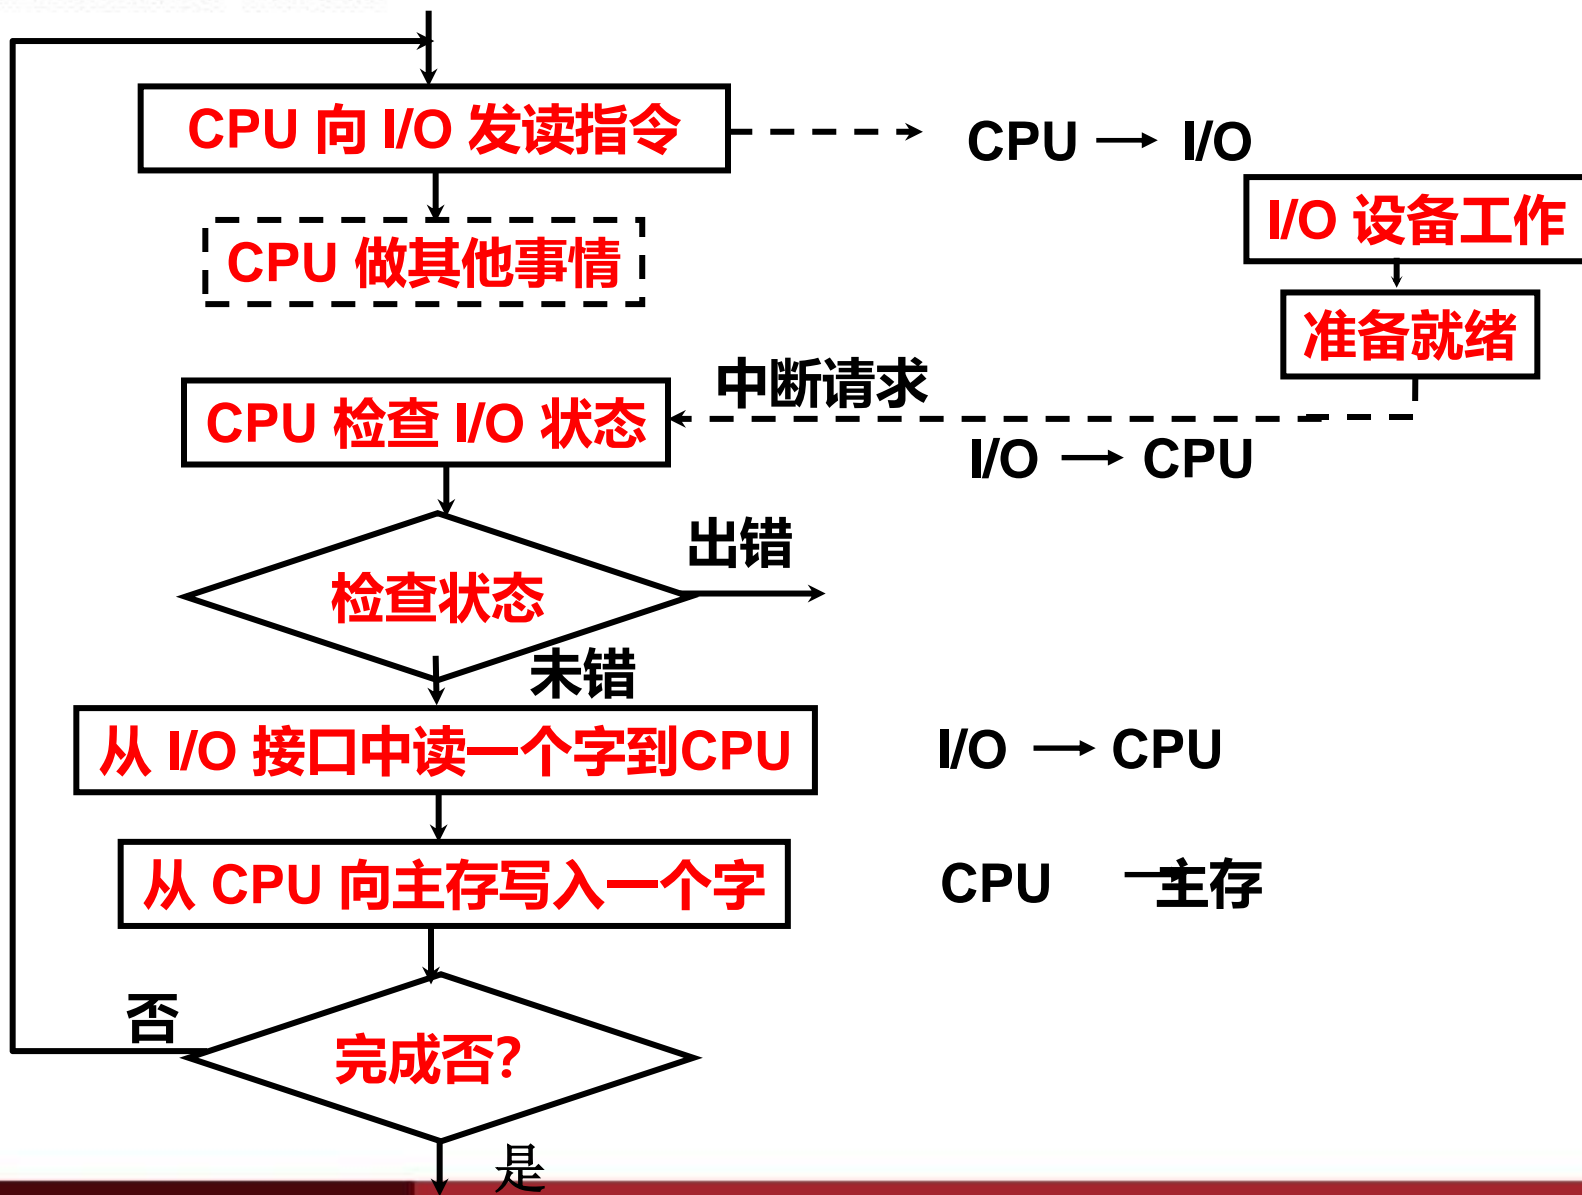 CPU 向 I/O 发读指令
CPU → I/O
I/O 设备工作
CPU 做其他事情
准备就绪
中断请求
CPU 检查 I/O 状态
I/O → CPU
出错
检查状态
未错
从 I/O 接口中读一个字到CPU
I/O → CPU
从 CPU 向主存写入一个字
CPU → 主存
否
完成否?
是